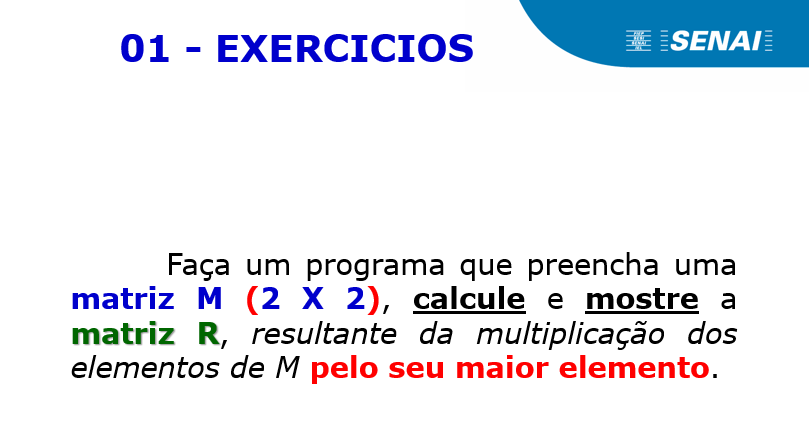 01 - EXERCICIOS
SENAI
Faça um programa que preencha uma
matriz M (2 X 2), calcule e mostre a
matriz R, resultante da multiplicação dos
elementos de M pelo seu maior elemento.